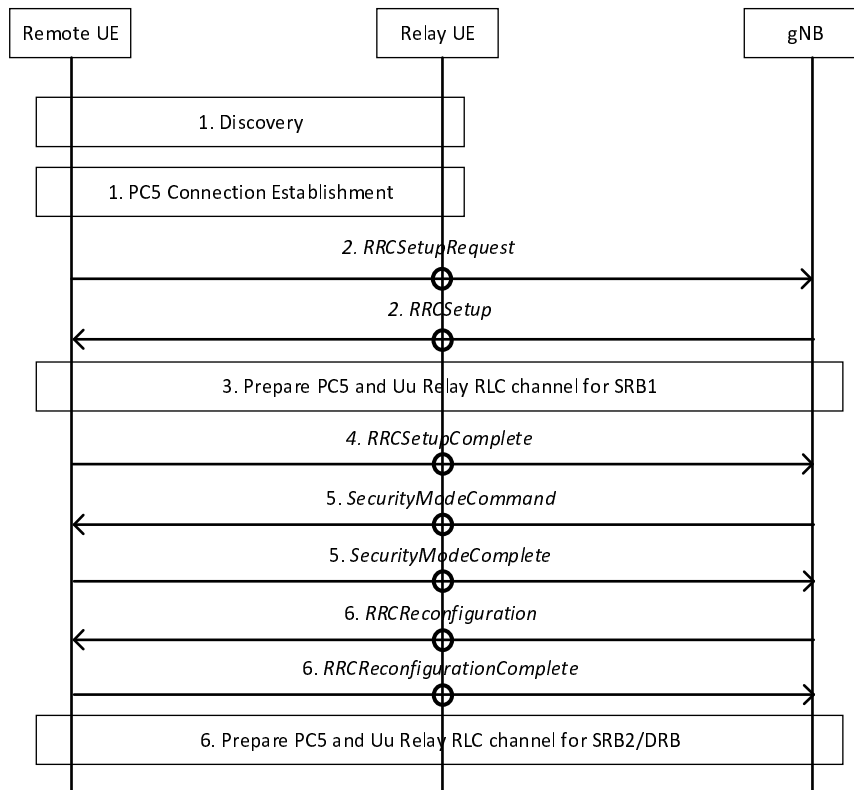 Remote UE
Relay UE
gNB
1. Discovery
1. PC5 Connection Establishment
2. RRCSetupRequest
2. RRCSetup
3. Prepare PC5 and Uu Relay RLC channel for SRB1
4. RRCSetupComplete
5. SecurityModeCommand
5. SecurityModeComplete
6. RRCReconfiguration
6. RRCReconfigurationComplete
6. Prepare PC5 and Uu Relay RLC channel for SRB2/DRB